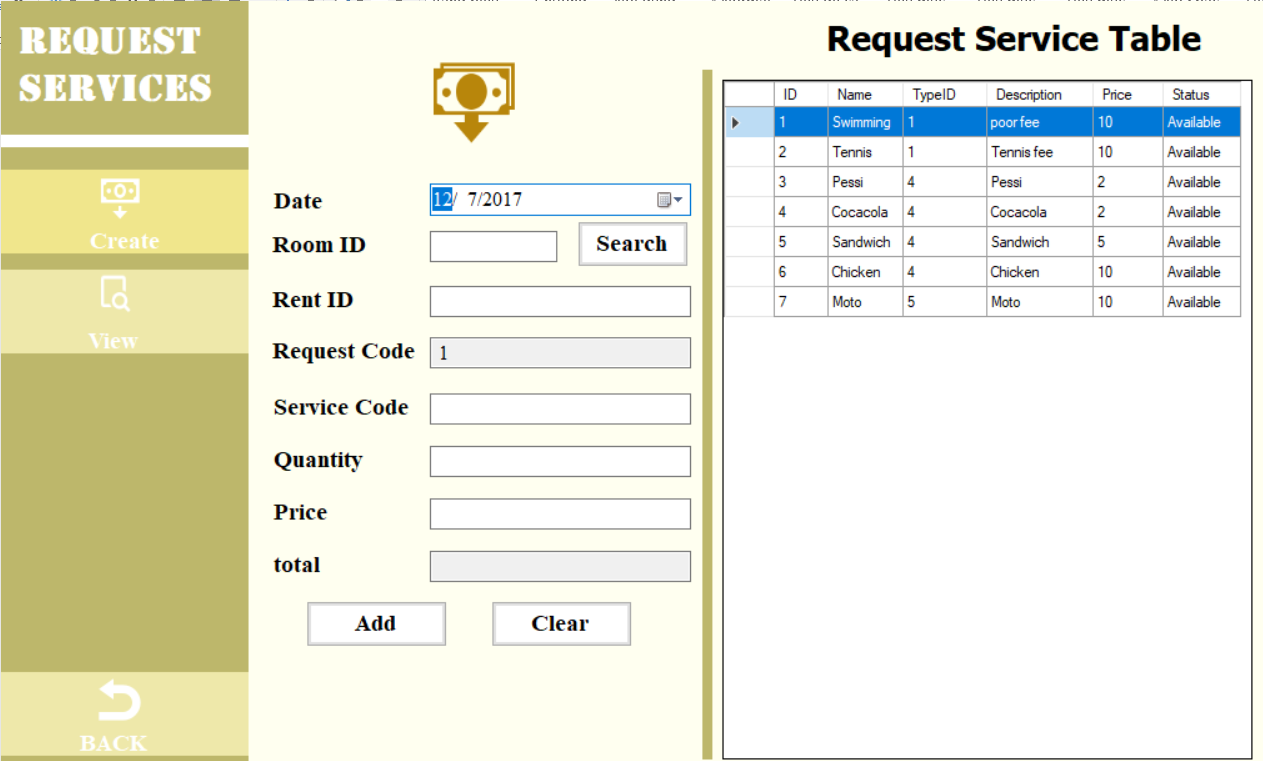 REQUEST
SERVICES
Create
View
BACK
Date 12/ 7/2017
Room ID Search
Rent ID
Request Code 1
Service Code
Quantity
Price
total
Add Clear
Request Service Table
ID Name TypeID Description Price Status
1 Swimming 1 poor fee 10 Available
2 Tennis 1 Tennis fee 10 Available
3 Pessi 4 Pessi 2 Available
4 Cocacola 4 Cocacola 2 Available
5 Sandwich 4 Sandwich 5 Available
6 Chicken 4 Chicken 10 Available
7 Moto 5 Moto 10 Available